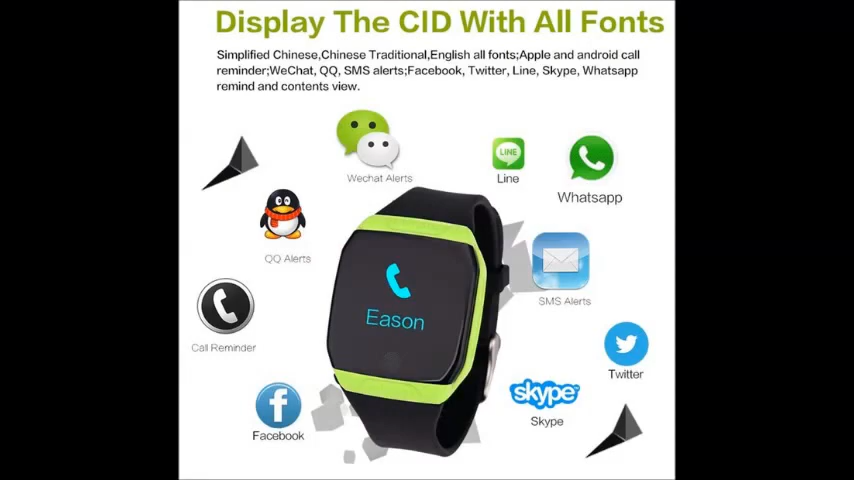 Display The CID With All Fonts
Simplified Chinese,Chinese Traditional,English all fonts;Apple and android call
reminder;WeChat, QQ, SMS alerts;Facebook, Twitter, Line, Skype, Whatsapp
remind and contents view.
LINE
Wechat Alerts
Line
Whatsapp
QQ Alerts
SMS Alerts
Eason
Call Reminder
Twitter
skype
Facebook
Skype